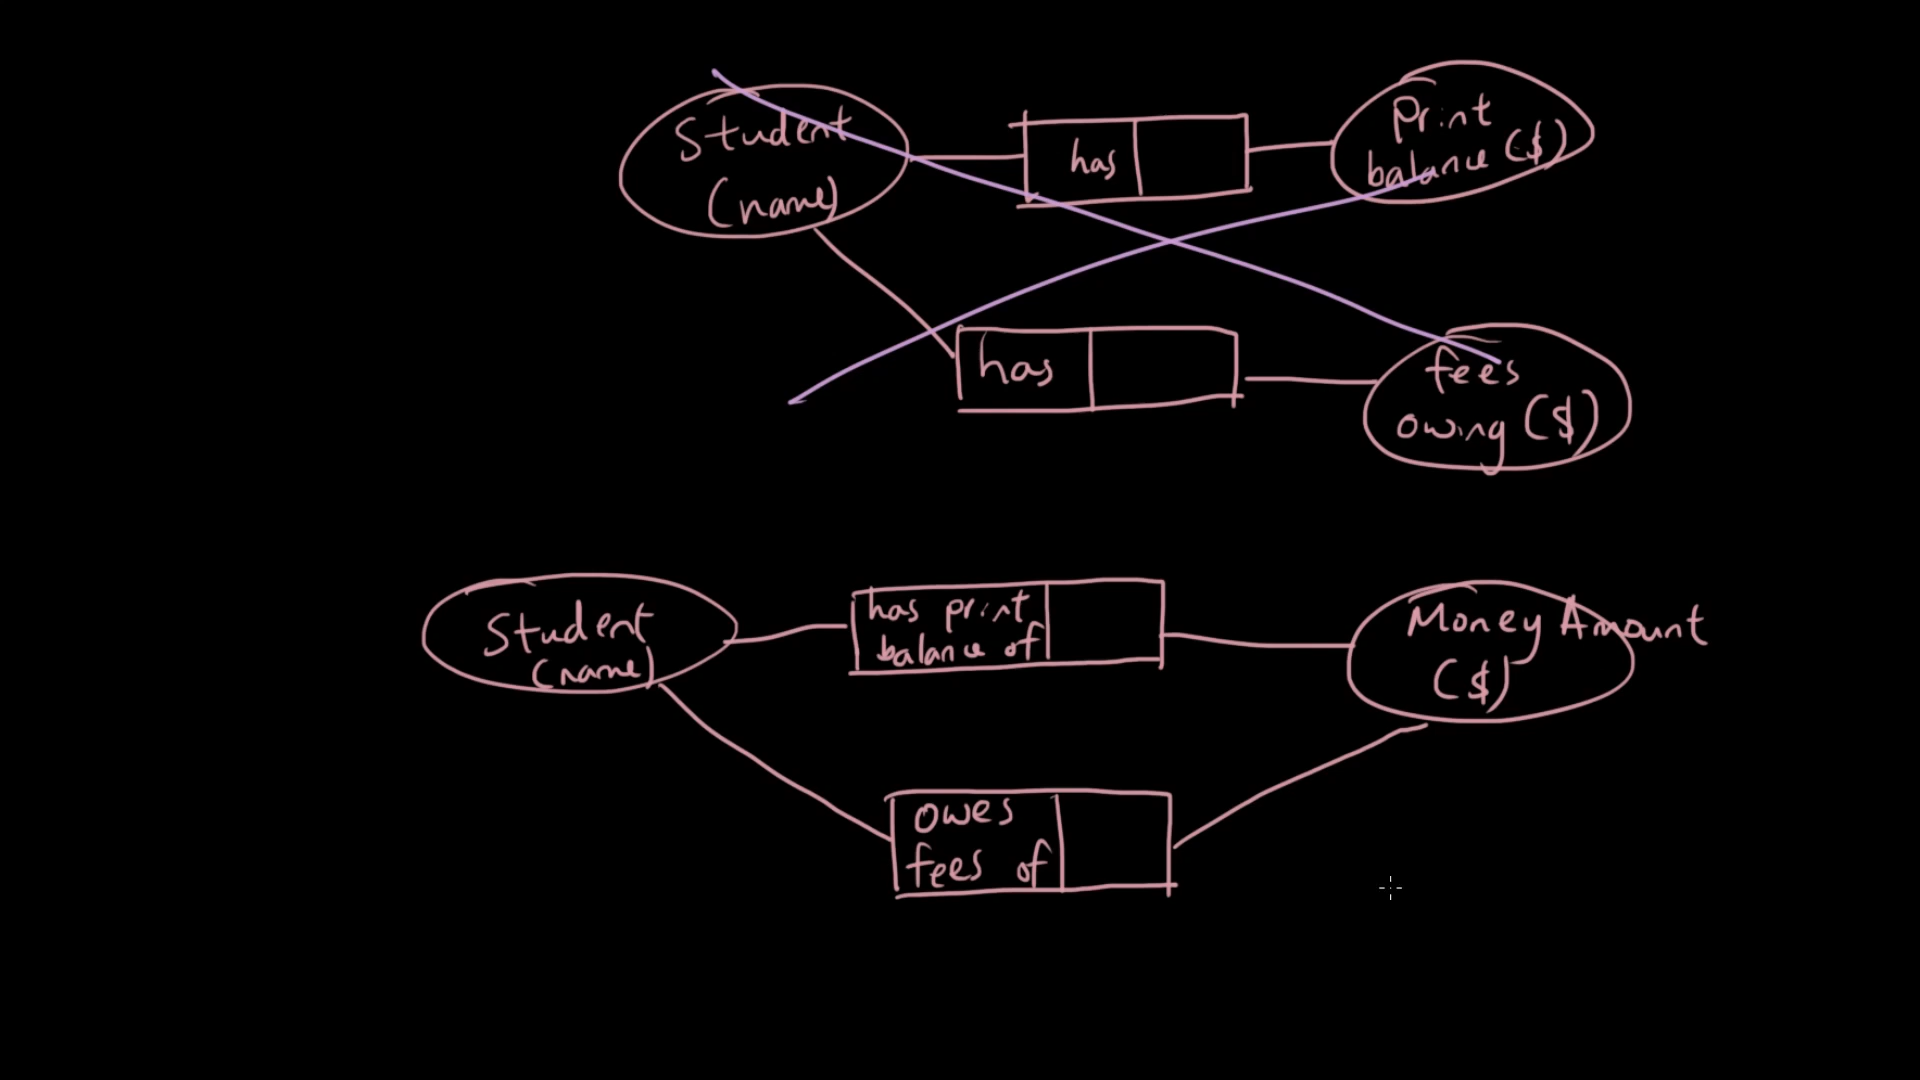 Student
(name)
has
Print
balance ($)
has
fees
owing ($)
Student
(name)
has print
balance of
Money Amount
($)
owes
fees of